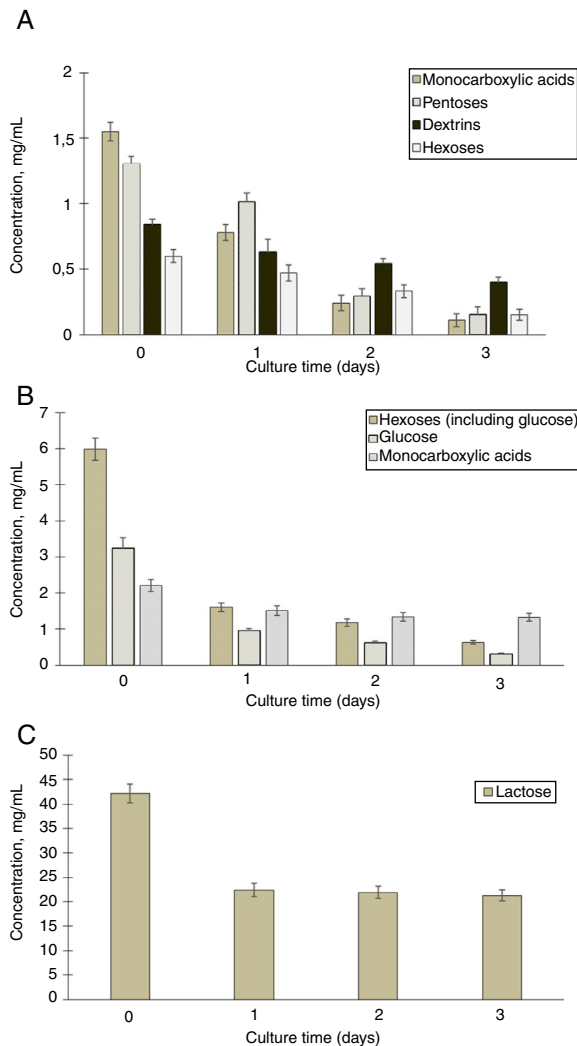 A
Concentration, mg/mL
2
1,5
1
0,5
0
Monocarboxylic acids
Pentoses
Dextrins
Hexoses
0 1 2 3
Culture time (days)
B
Concentration, mg/mL
7
6
5
4
3
2
1
0
Hexoses (including glucose)
Glucose
Monocarboxylic acids
0 1 2 3
Culture time (days)
C
Concentration, mg/mL
50
45
40
35
30
25
20
15
10
5
0
Lactose
0 1 2 3
Culture time (days)